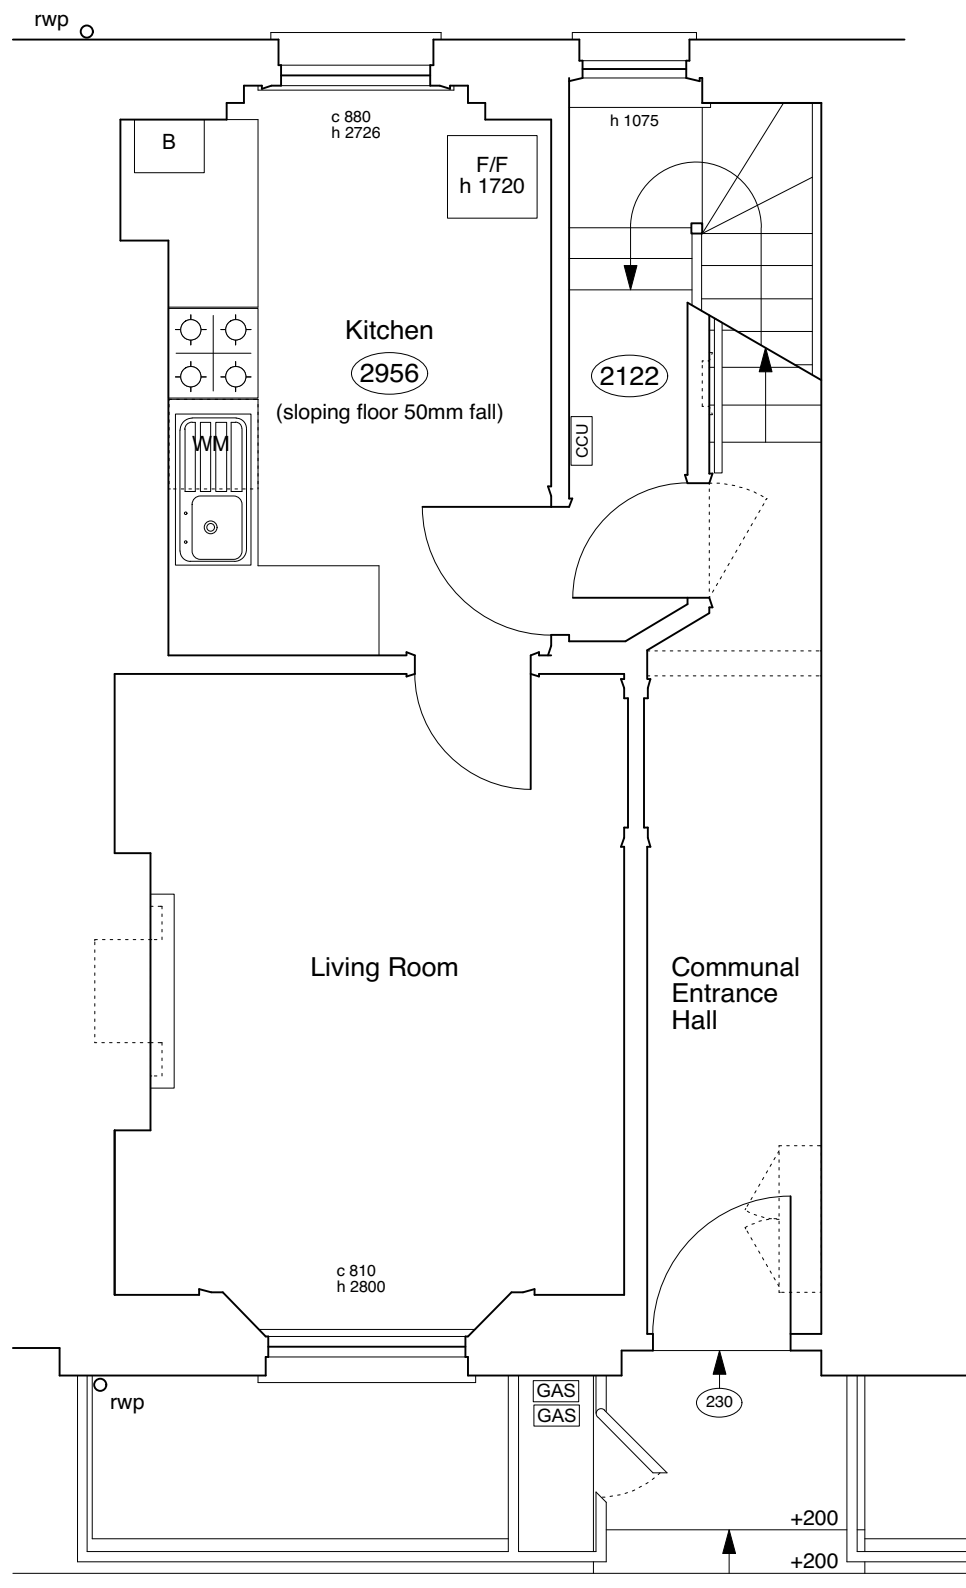 rwp
c 880
h 2726
h 1075
B
F/F
h 1720
Kitchen
2956
(sloping floor 50mm fall)
2122
CCU
WM
Living Room
Communal
Entrance
Hall
c 810
h 2800
rwp
GAS
GAS
230
+200
+200